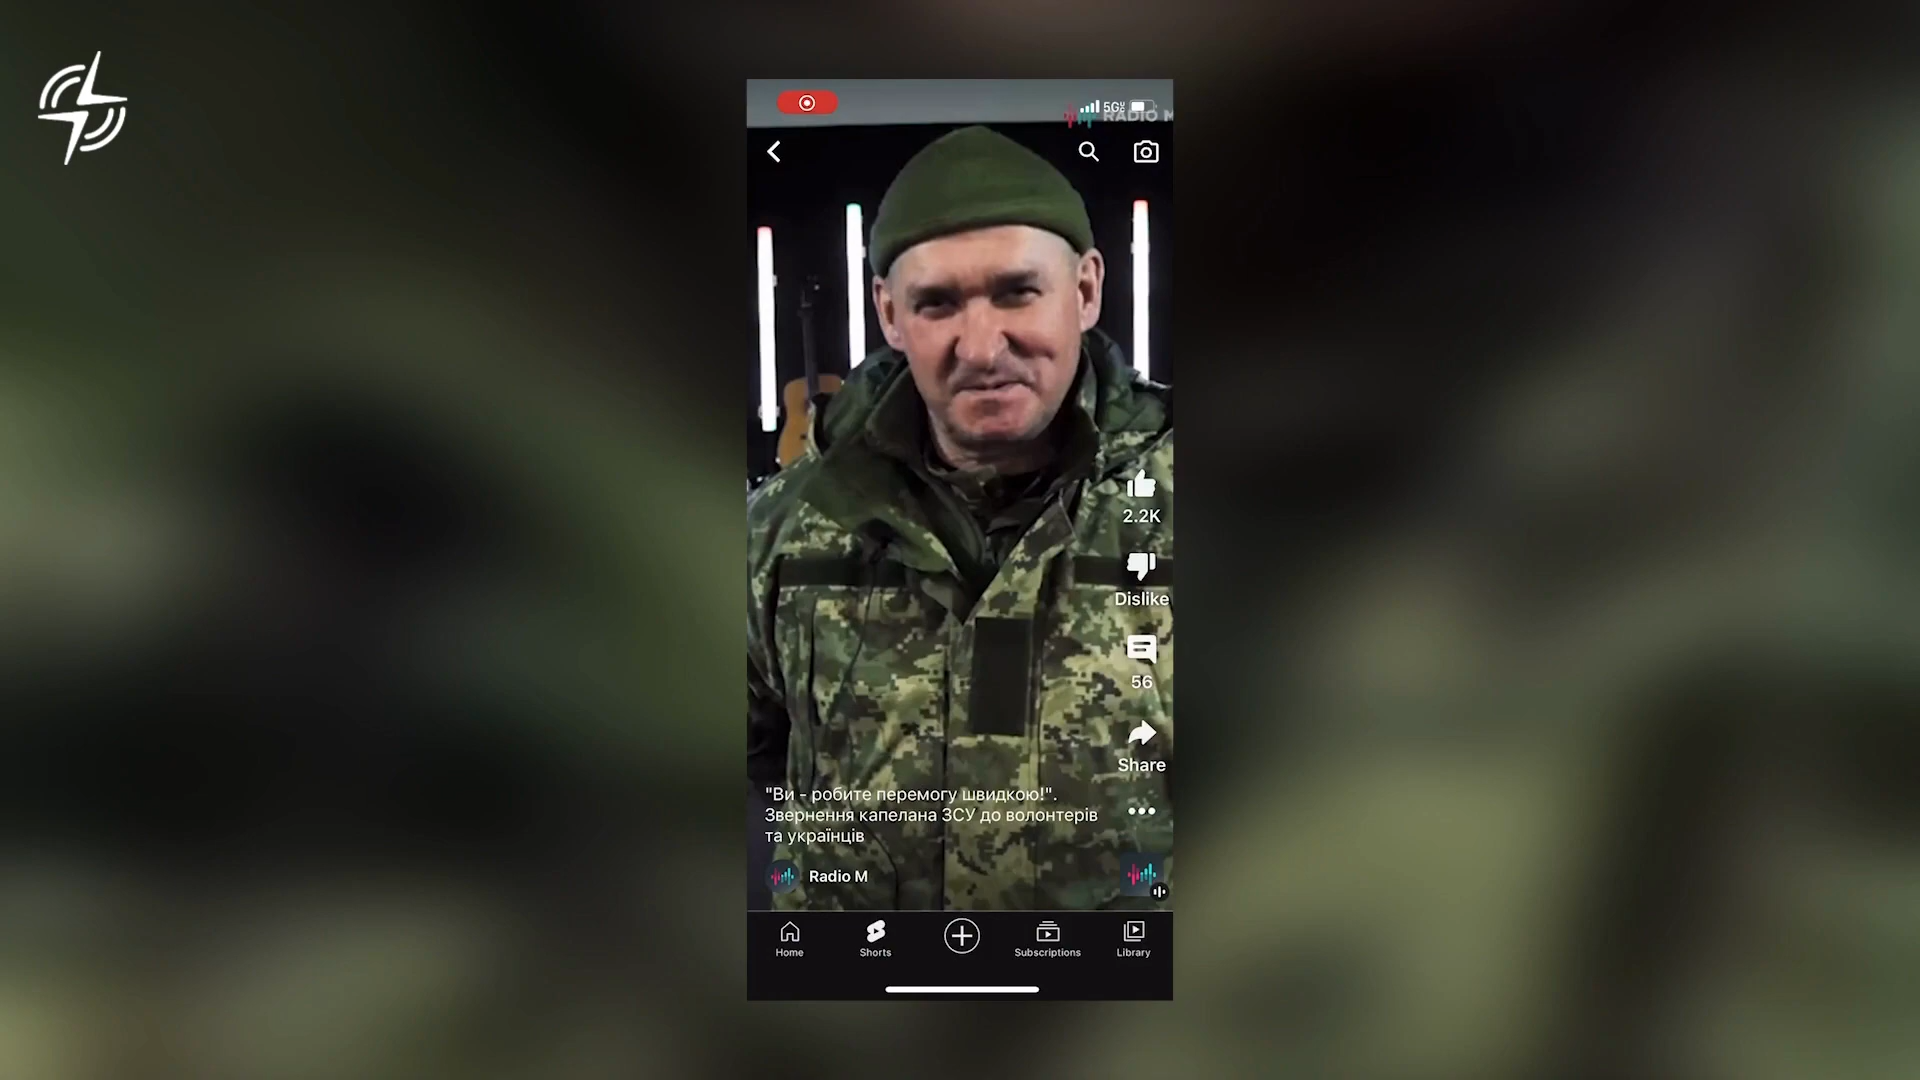 5G
RADIO M
2.2K
Dislike
56
Share
"Ви - робите перемогу швидкою!".
Звернення капелана ЗСУ до волонтерів
та українців
Radio M
Home
Shorts
Subscriptions
Library